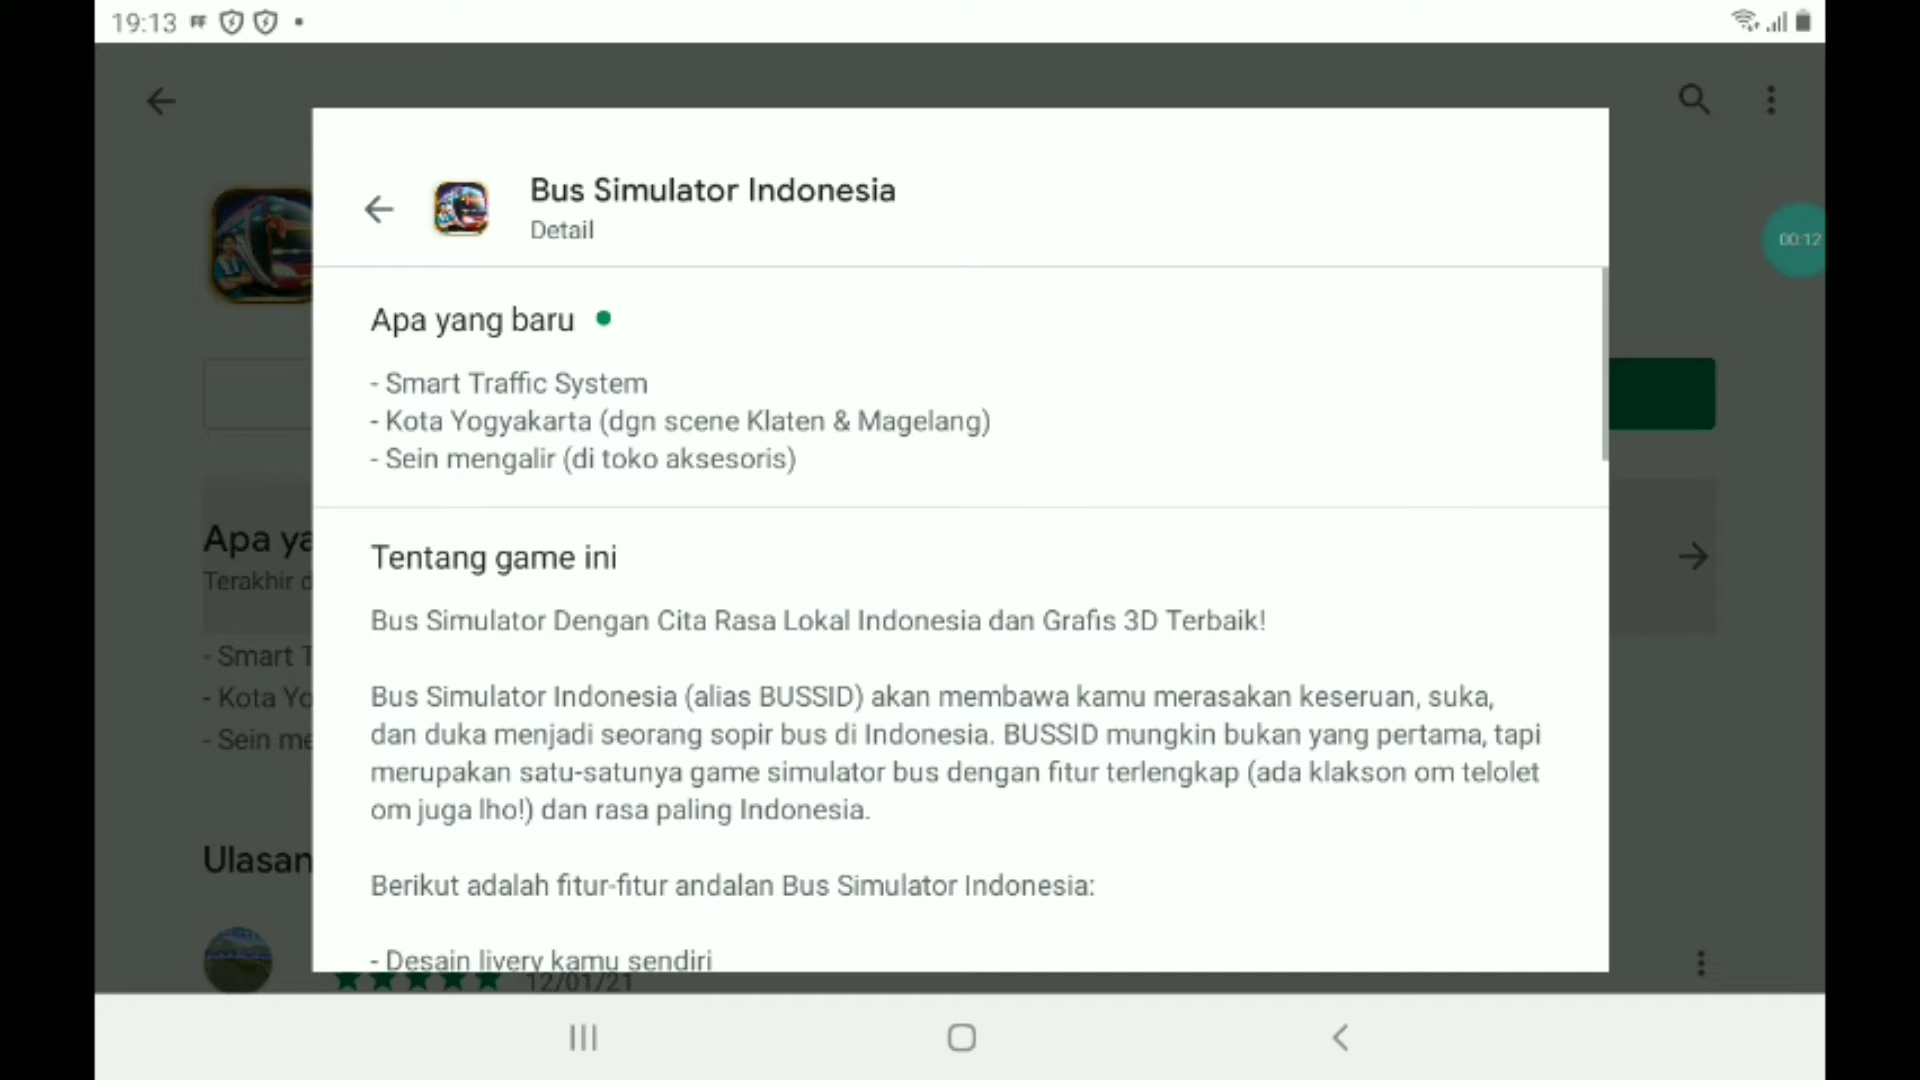 19:13
Bus Simulator Indonesia
Detail
00:12
Apa yang baru
- Smart Traffic System
- Kota Yogyakarta (dgn scene Klaten & Magelang)
- Sein mengalir (di toko aksesoris)
Tentang game ini
Bus Simulator Dengan Cita Rasa Lokal Indonesia dan Grafis 3D Terbaik!
Bus Simulator Indonesia (alias BUSSID) akan membawa kamu merasakan keseruan, suka,
dan duka menjadi seorang sopir bus di Indonesia. BUSSID mungkin bukan yang pertama, tapi
merupakan satu-satunya game simulator bus dengan fitur terlengkap (ada klakson om telolet
om juga lho!) dan rasa paling Indonesia.
Berikut adalah fitur-fitur andalan Bus Simulator Indonesia:
- Desain livery kamu sendiri
Apa ya
Terakhir d
- Smart T
- Kota Yo
- Sein me
Ulasan
12/01/21